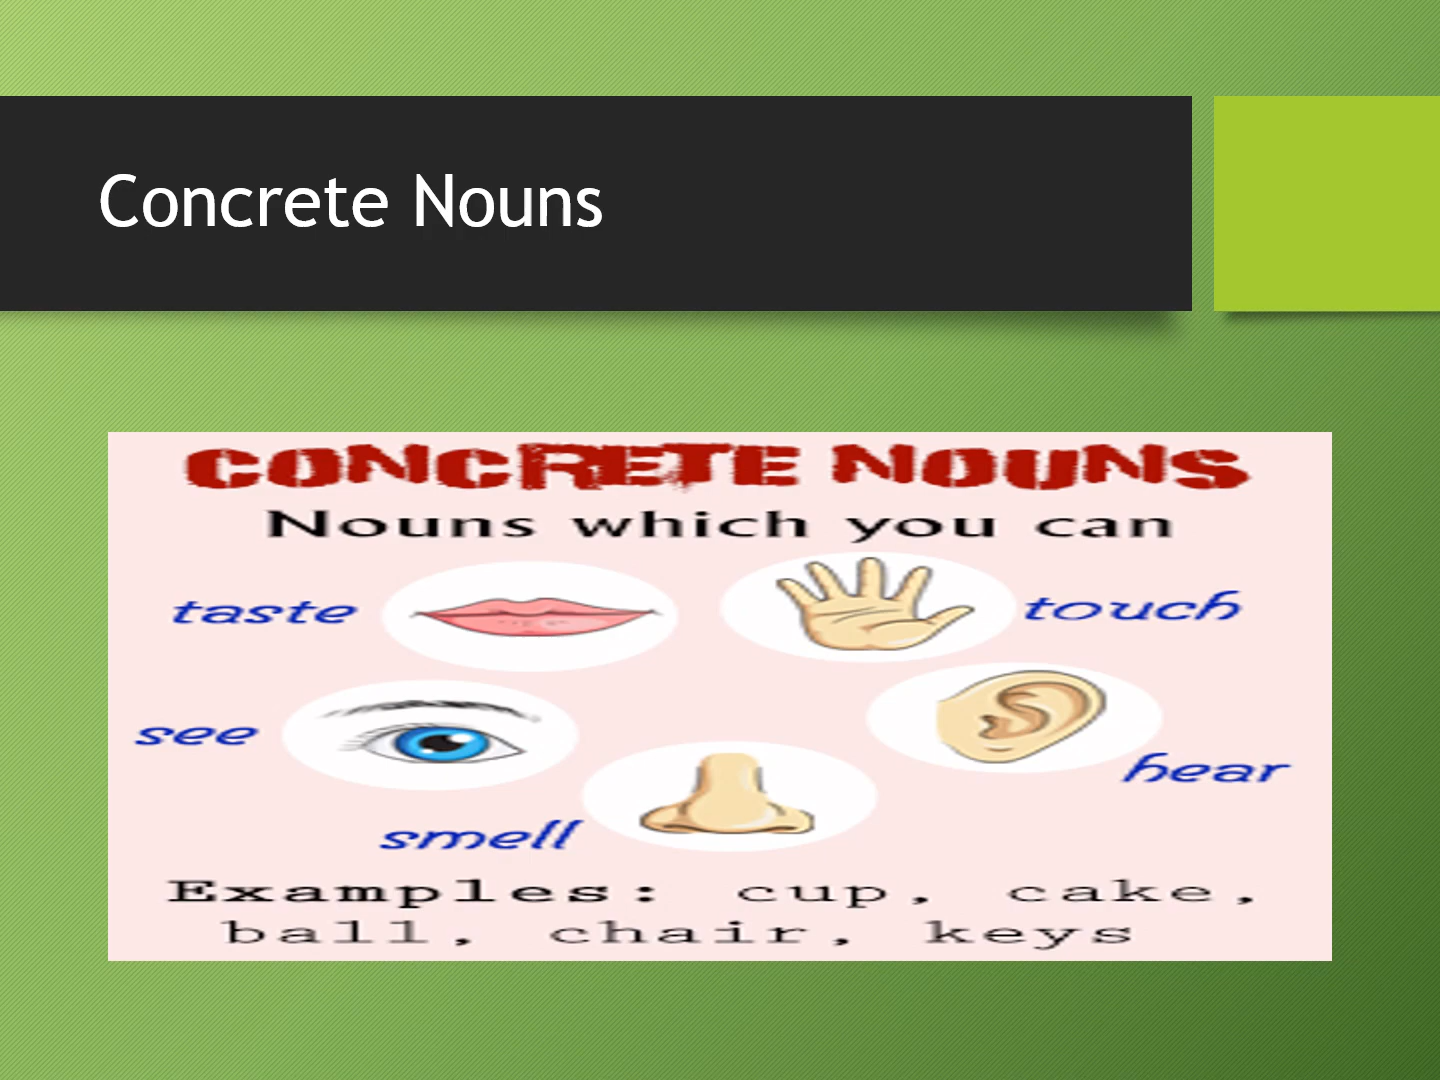 Concrete Nouns
CONCRETE NOUNS
Nouns which you can
taste
touch
see
hear
smell
Examples: cup, cake,
ball, chair, keys